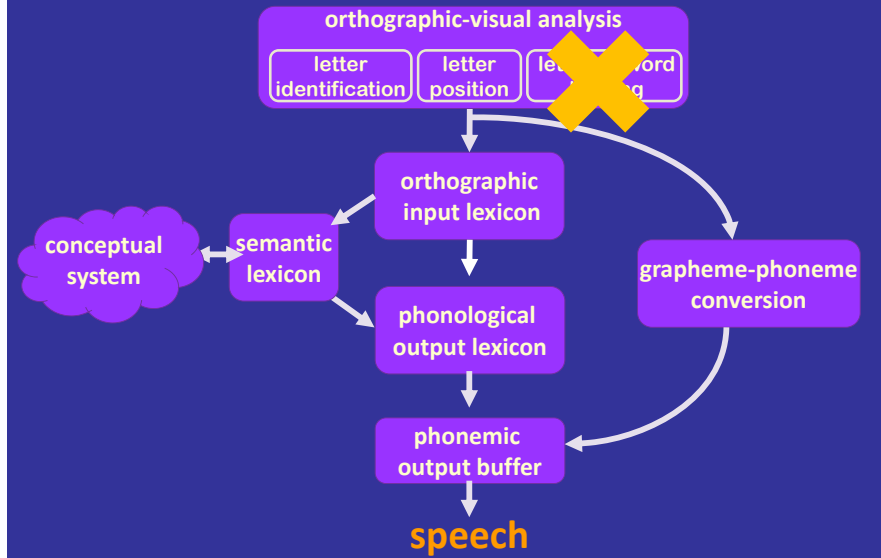 orthographic-visual analysis
letter identification
letter position
word
orthographic
input lexicon
conceptual
system
semantic
lexicon
grapheme-phoneme
conversion
phonological
output lexicon
phonemic
output buffer
speech